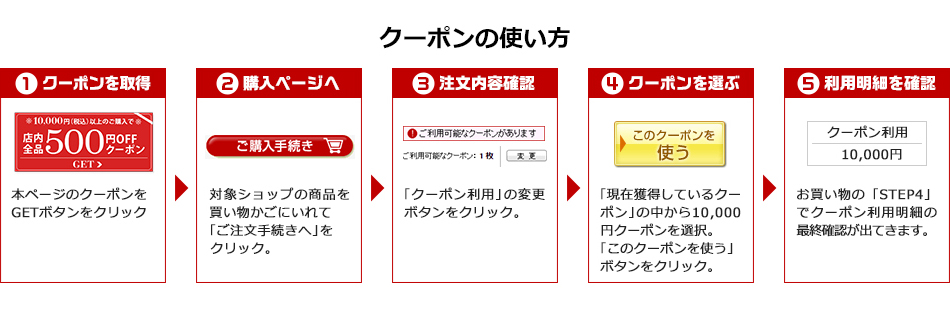 クーポンの使い方
1 クーポンを取得
※10,000円(税込)以上のご購入で※
店内全品500円OFFクーポン
GET
本ページのクーポンを
GETボタンをクリック
2 購入ページへ
ご購入手続き
対象ショップの商品を
買い物かごにいれて
「ご注文手続きへ」を
クリック。
3 注文内容確認
ご利用可能なクーポンがあります
ご利用可能なクーポン: 1 枚 変 更
「クーポン利用」の変更
ボタンをクリック。
4 クーポンを選ぶ
このクーポンを
使う
「現在獲得しているクー
ポン」の中から10,000
円クーポンを選択。
「このクーポンを使う」
ボタンをクリック。
5 利用明細を確認
クーポン利用
10,000円
お買い物の「STEP4」
でクーポン利用明細の
最終確認が出てきます。